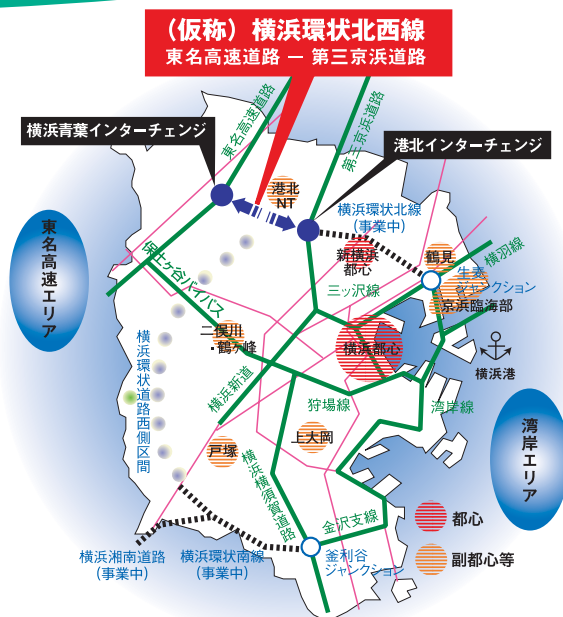 (仮称)横浜環状北西線
東名高速道路 ー 第三京浜道路
横浜青葉インターチェンジ
東名高速道路
第三京浜道路
港北インターチェンジ
港北
NT
横浜環状北線
(事業中)
新横浜
都心
鶴見
横羽線
生麦
ジャンクション
京浜臨海部
東名高速エリア
保土ヶ谷バイパス
三ッ沢線
二俣川
・鶴ヶ峰
横浜都心
横浜港
横浜環状道路西側区間
横浜新道
狩場線
湾岸線
湾岸エリア
戸塚
上大岡
横浜横須賀道路
金沢支線
都心
副都心等
横浜湘南道路
(事業中)
横浜環状南線
(事業中)
釜利谷
ジャンクション